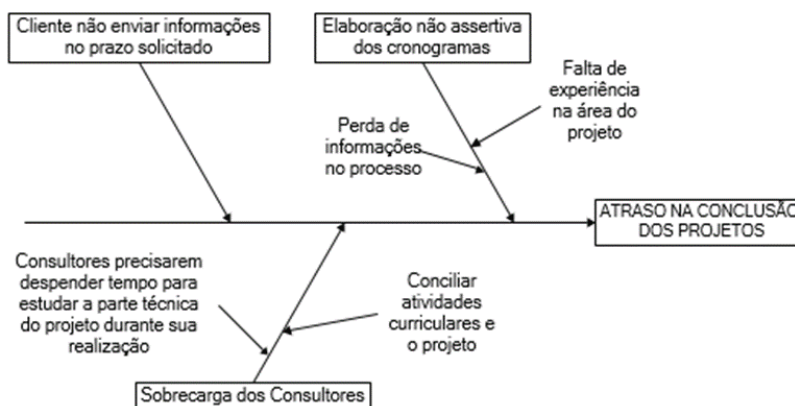 Cliente não enviar informações
no prazo solicitado
Elaboração não assertiva
dos cronogramas
Falta de
experiência
na área do
projeto
Perda de
informações
no processo
ATRASO NA CONCLUSÃO
DOS PROJETOS
Consultores precisarem
despender tempo para
estudar a parte técnica
do projeto durante sua
realização
Conciliar
atividades
curriculares e
o projeto
Sobrecarga dos Consultores